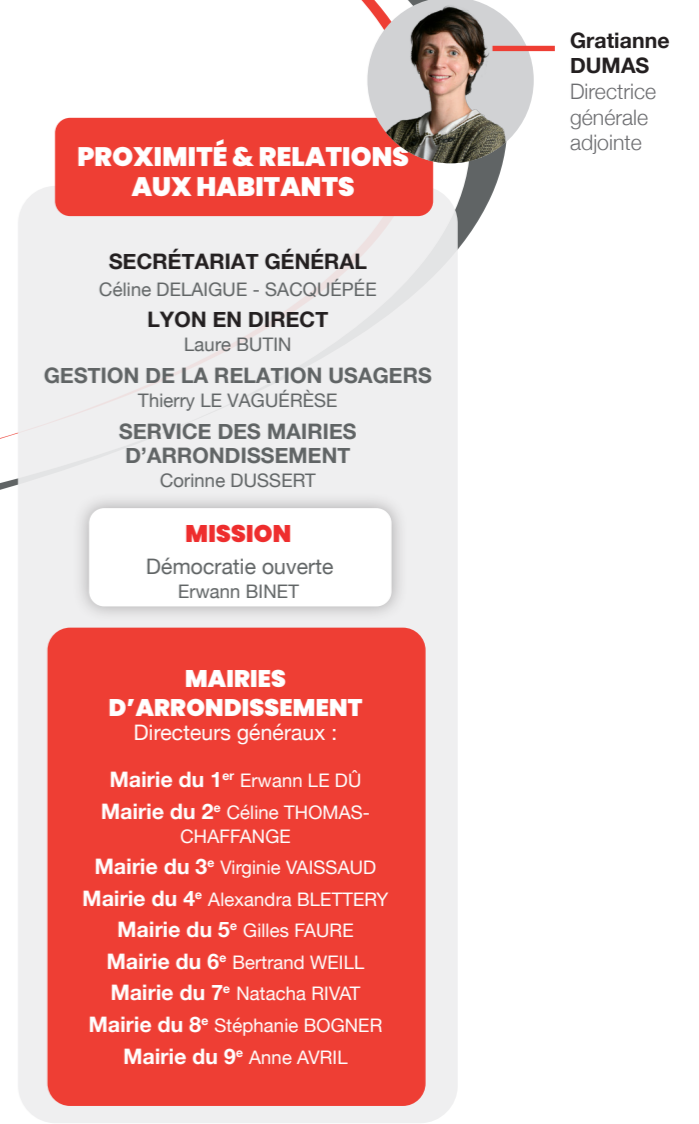 Gratianne
DUMAS
Directrice
générale
adjointe
PROXIMITÉ & RELATIONS
AUX HABITANTS
SECRÉTARIAT GÉNÉRAL
Céline DELAIGUE - SACQUÉPÉE
LYON EN DIRECT
Laure BUTIN
GESTION DE LA RELATION USAGERS
Thierry LE VAGUÉRÈSE
SERVICE DES MAIRIES
D’ARRONDISSEMENT
Corinne DUSSERT
MISSION
Démocratie ouverte
Erwann BINET
MAIRIES
D’ARRONDISSEMENT
Directeurs généraux :
Mairie du 1er Erwann LE DÛ
Mairie du 2e Céline THOMAS-
CHAFFANGE
Mairie du 3e Virginie VAISSAUD
Mairie du 4e Alexandra BLETTERY
Mairie du 5e Gilles FAURE
Mairie du 6e Bertrand WEILL
Mairie du 7e Natacha RIVAT
Mairie du 8e Stéphanie BOGNER
Mairie du 9e Anne AVRIL